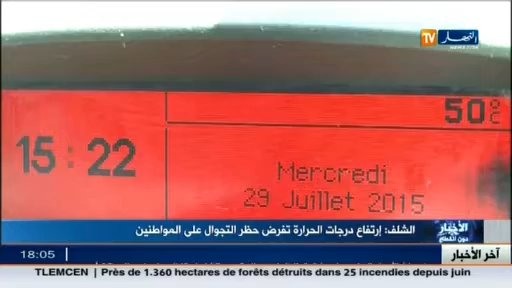 النهار TV
50°C
15:22
Mercredi
29 Juillet 2015
الشلف: إرتفاع درجات الحرارة تفرض حظر التجوال على المواطنين
الأخبار
دون انقطاع
18:05
آخر الأخبار
TLEMCEN | Près de 1.360 hectares de forêts détruits dans 25 incendies depuis juin